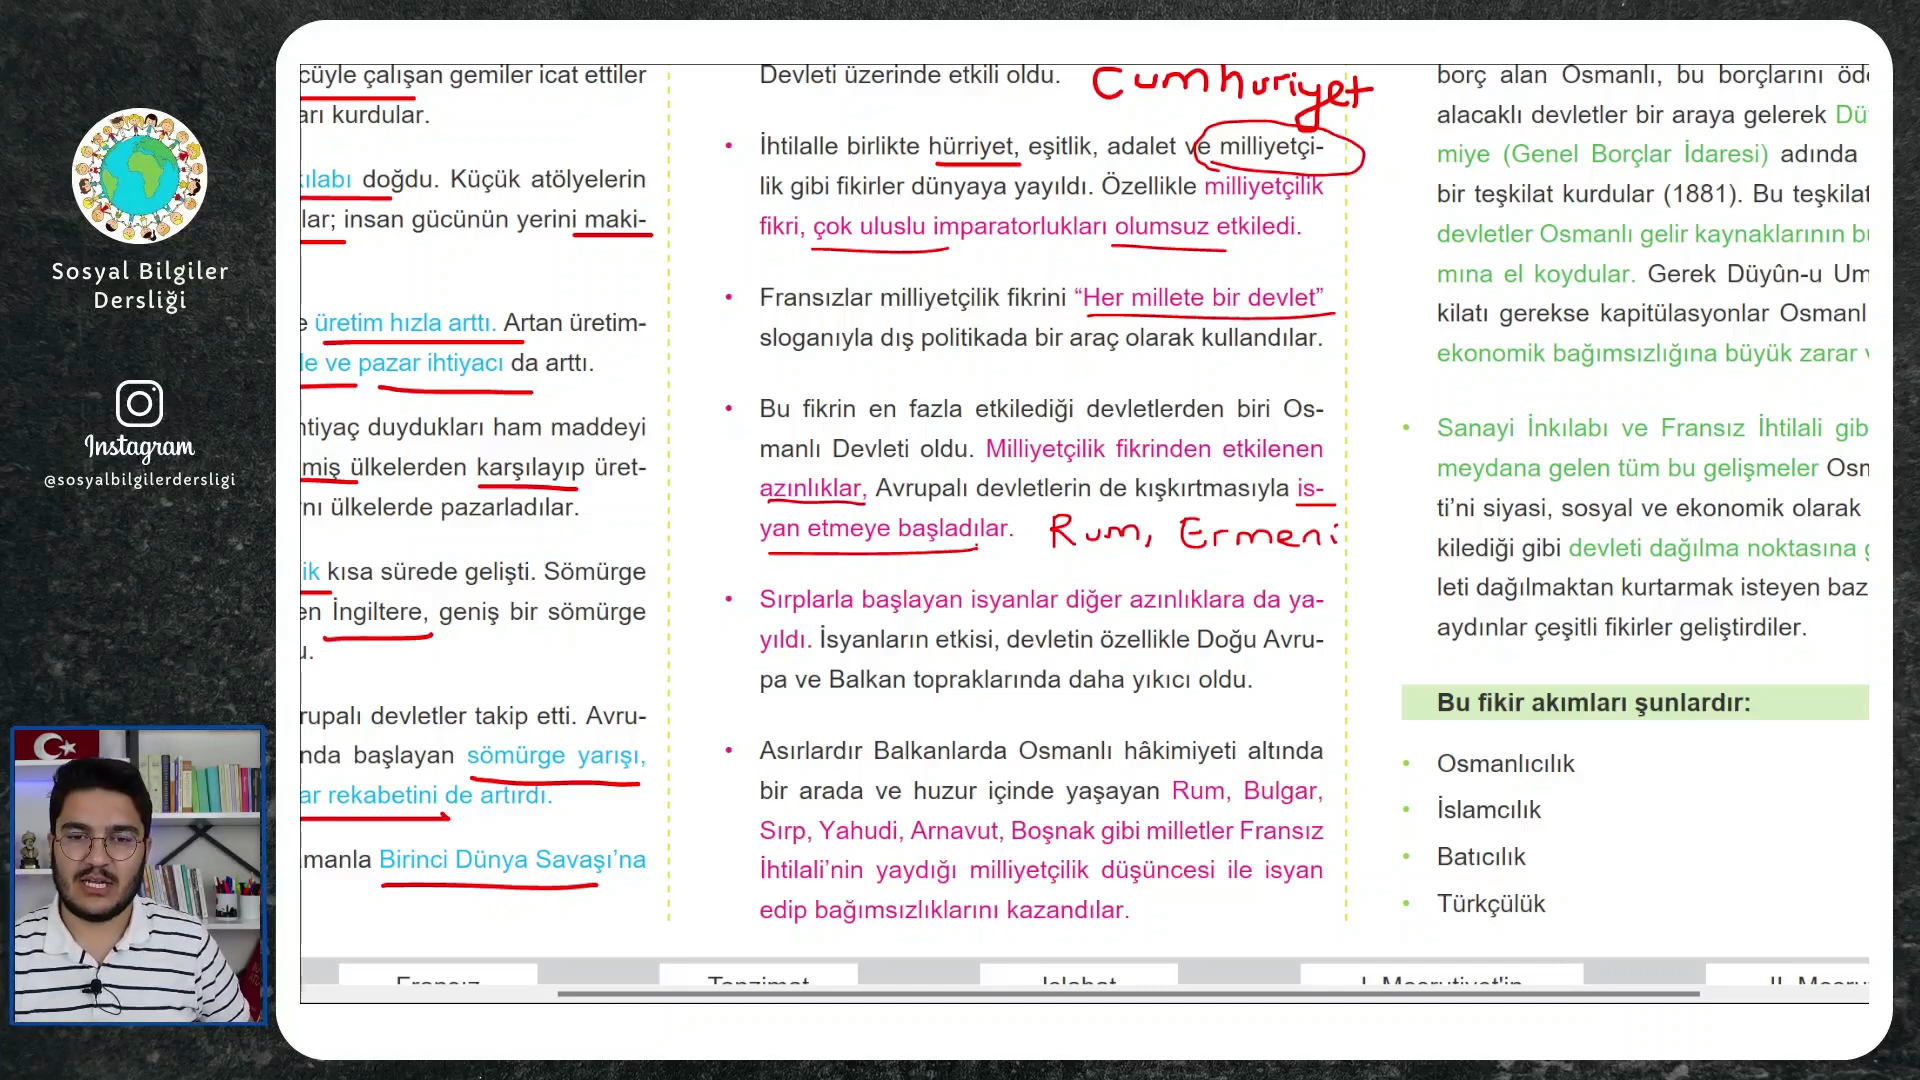 Sosyal Bilgiler
Dersliği
Instagram
@sosyalbilgilerdersligi
cüyle çalışan gemiler icat ettiler
arı kurdular.
kılabı doğdu. Küçük atölyelerin
lar; insan gücünün yerini maki-
e üretim hızla arttı. Artan üretim-
de ve pazar ihtiyacı da arttı.
htiyaç duydukları ham maddeyi
miş ülkelerden karşılayıp üret-
nı ülkelerde pazarladılar.
ik kısa sürede gelişti. Sömürge
en İngiltere, geniş bir sömürge
u.
rupalı devletler takip etti. Avru-
nda başlayan sömürge yarışı,
ar rekabetini de artırdı.
manla Birinci Dünya Savaşı’na
Devleti üzerinde etkili oldu. Cumhuriyet
• İhtilalle birlikte hürriyet, eşitlik, adalet ve milliyetçi-
lik gibi fikirler dünyaya yayıldı. Özellikle milliyetçilik
fikri, çok uluslu imparatorlukları olumsuz etkiledi.
• Fransızlar milliyetçilik fikrini “Her millete bir devlet”
sloganıyla dış politikada bir araç olarak kullandılar.
• Bu fikrin en fazla etkilediği devletlerden biri Os-
manlı Devleti oldu. Milliyetçilik fikrinden etkilenen
azınlıklar, Avrupalı devletlerin de kışkırtmasıyla is-
yan etmeye başladılar. Rum, Ermeni
• Sırplarla başlayan isyanlar diğer azınlıklara da ya-
yıldı. İsyanların etkisi, devletin özellikle Doğu Avru-
pa ve Balkan topraklarında daha yıkıcı oldu.
• Asırlardır Balkanlarda Osmanlı hâkimiyeti altında
bir arada ve huzur içinde yaşayan Rum, Bulgar,
Sırp, Yahudi, Arnavut, Boşnak gibi milletler Fransız
İhtilali’nin yaydığı milliyetçilik düşüncesi ile isyan
edip bağımsızlıklarını kazandılar.
borç alan Osmanlı, bu borçlarını öd
alacaklı devletler bir araya gelerek Dü
miye (Genel Borçlar İdaresi) adında
bir teşkilat kurdular (1881). Bu teşkilat
devletler Osmanlı gelir kaynaklarının b
mına el koydular. Gerek Düyûn-u Um
kilatı gerekse kapitülasyonlar Osmanl
ekonomik bağımsızlığına büyük zarar v
• Sanayi İnkılabı ve Fransız İhtilali gib
meydana gelen tüm bu gelişmeler Osm
ti’ni siyasi, sosyal ve ekonomik olarak
kilediği gibi devleti dağılma noktasına g
leti dağılmaktan kurtarmak isteyen baz
aydınlar çeşitli fikirler geliştirdiler.
Bu fikir akımları şunlardır:
• Osmanlıcılık
• İslamcılık
• Batıcılık
• Türkçülük
Fransız Tanzimat Islahat I. Meşrutiyet'in II. Meşru